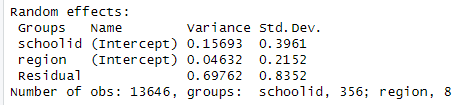 Random effects:
Groups Name Variance Std.Dev.
schoolid (Intercept) 0.15693 0.3961
region (Intercept) 0.04632 0.2152
Residual 0.69762 0.8352
Number of obs: 13646, groups: schoolid, 356; region, 8